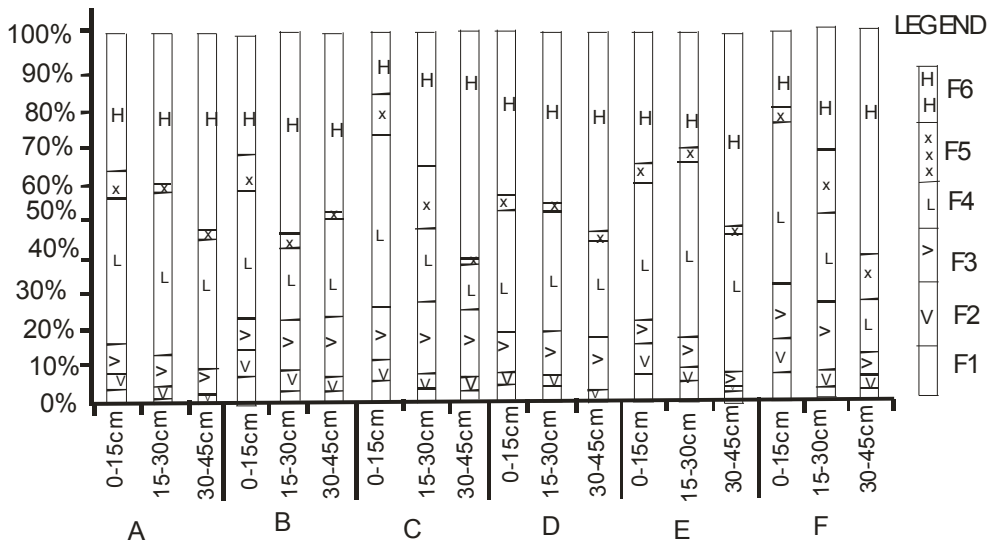 LEGEND
100%
90%
80%
70%
60%
50%
40%
30%
20%
10%
0%
H H H H H H H H H H H H H H H H H H
x x x x x x x x x x x x x x x x x x
L L L L L L L L L L L L L L L L L L
> > > > > > > > > > > > > > > > > >
V V V V V V V V V V V V V V V V V
H
H
F6
x
x
x
F5
L F4
> F3
V F2
F1
0-15cm
15-30cm
30-45cm
0-15cm
15-30cm
30-45cm
0-15cm
15-30cm
30-45cm
0-15cm
15-30cm
30-45cm
0-15cm
15-30cm
30-45cm
0-15cm
15-30cm
30-45cm
A B C D E F